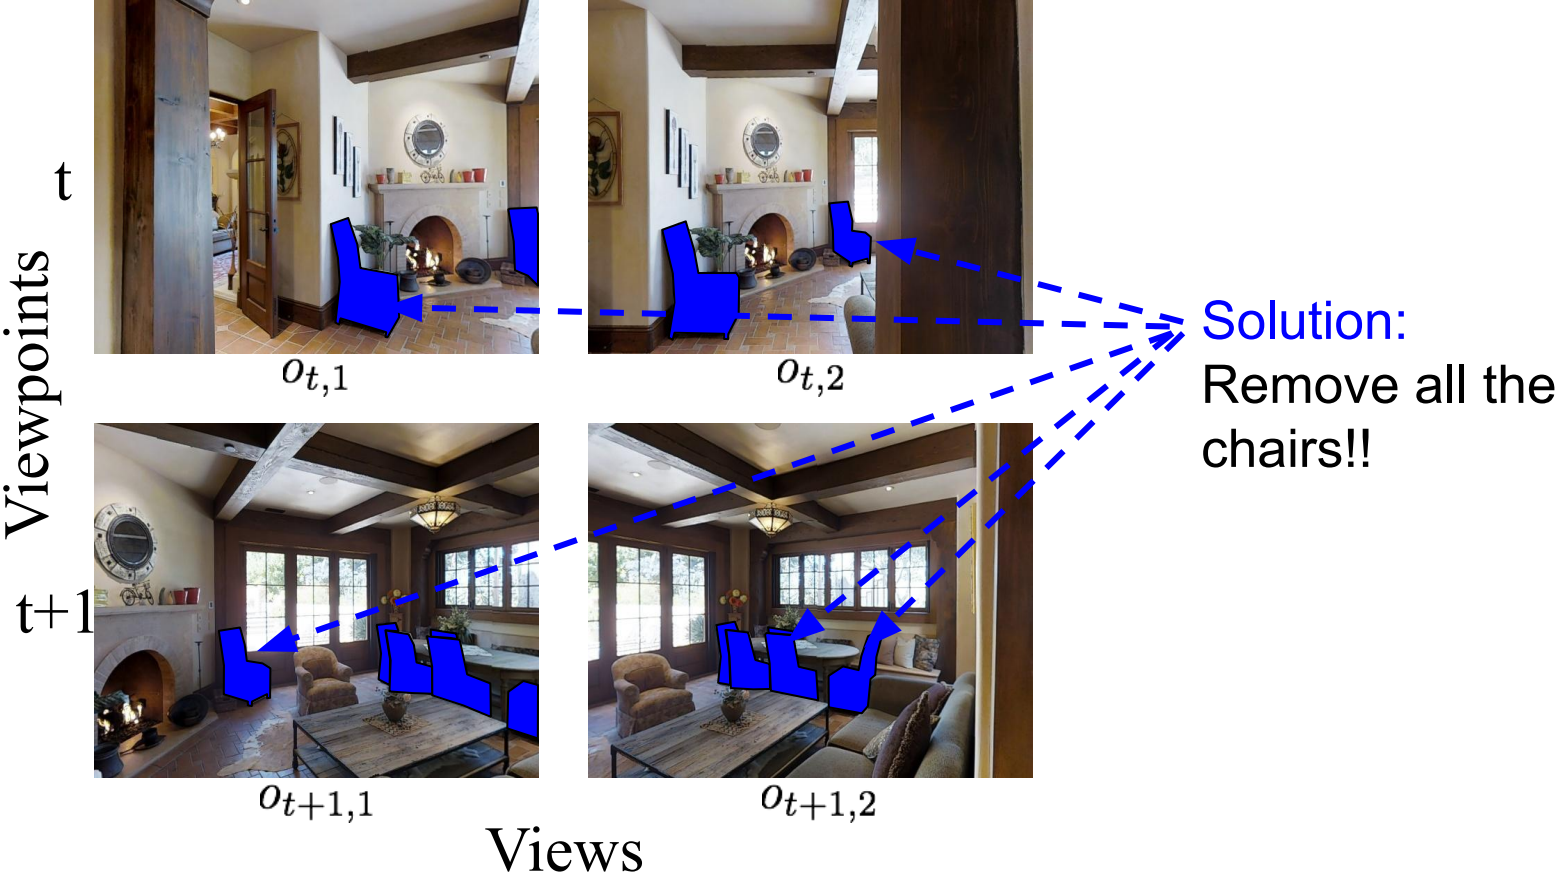 t
o_{t,1}
o_{t,2}
Solution:
Remove all the
chairs!!
Viewpoints
t+1
o_{t+1,1}
o_{t+1,2}
Views